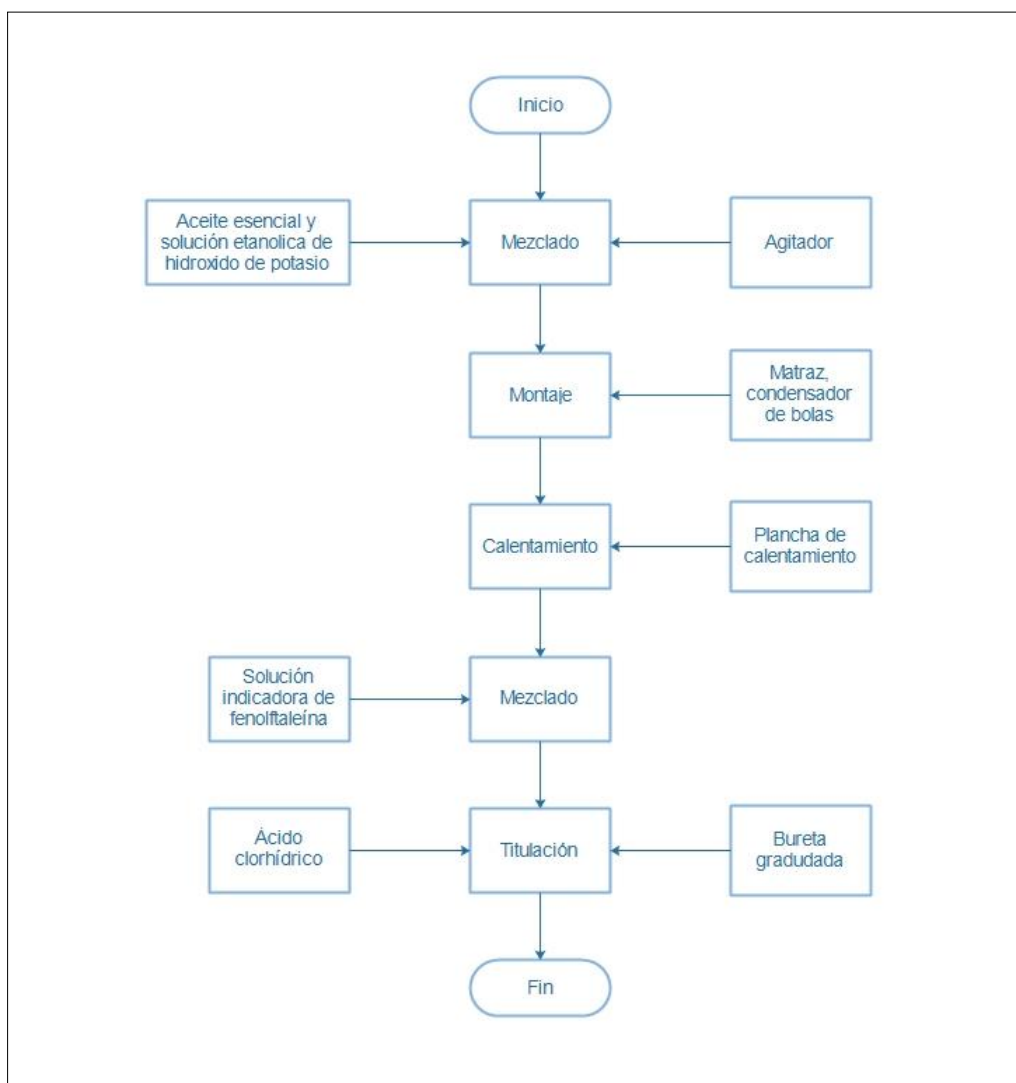 Inicio
Aceite esencial y
solución etanolica de
hidroxido de potasio
Mezclado
Agitador
Montaje
Matraz,
condensador
de bolas
Calentamiento
Plancha de
calentamiento
Solución
indicadora de
fenolftaleína
Mezclado
Ácido
clorhídrico
Titulación
Bureta
gradudada
Fin